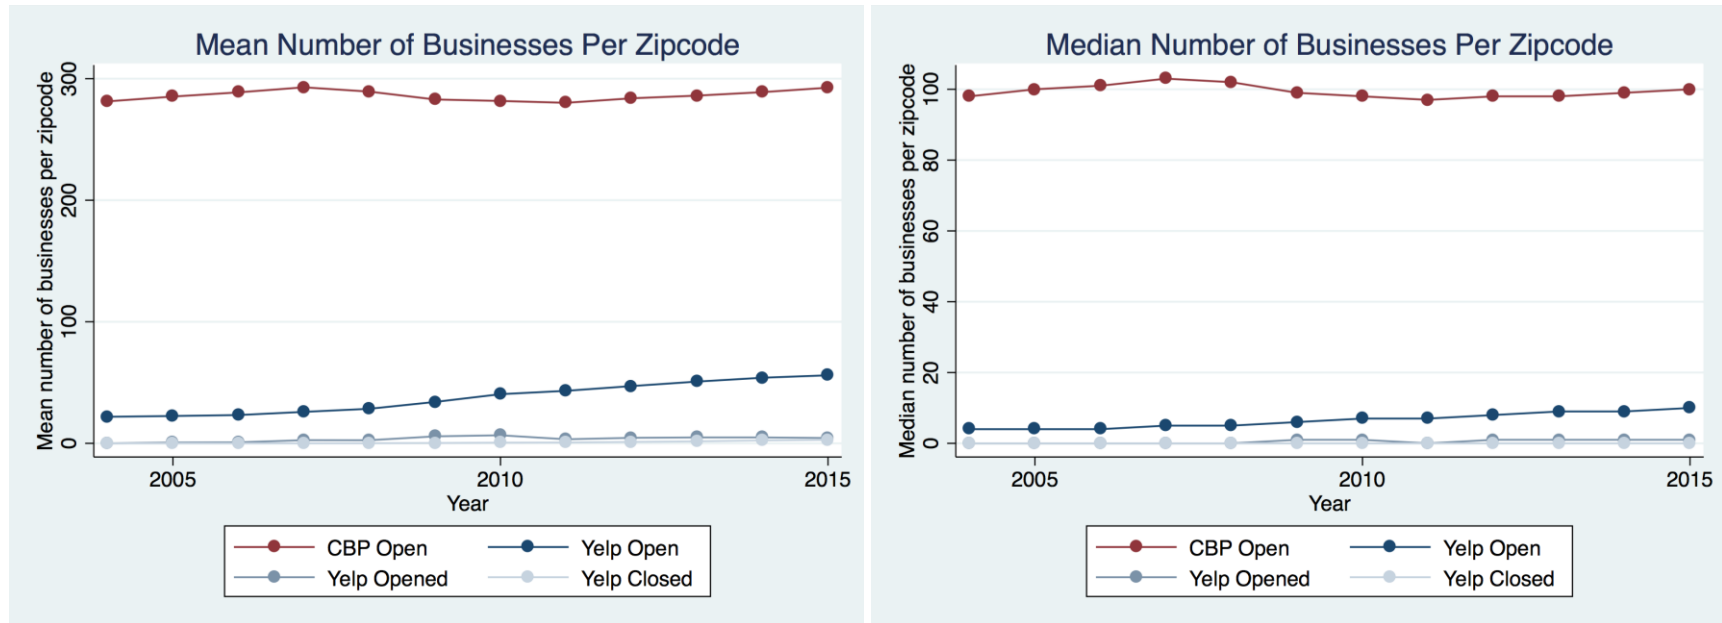 Mean Number of Businesses Per Zipcode
Mean number of businesses per zipcode
300
200
100
0
2005 2010 2015
Year
CBP Open Yelp Open
Yelp Opened Yelp Closed
Median Number of Businesses Per Zipcode
Median number of businesses per zipcode
100
80
60
40
20
0
2005 2010 2015
Year
CBP Open Yelp Open
Yelp Opened Yelp Closed